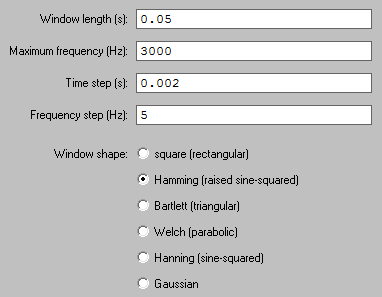 Window length (s): 0.05
Maximum frequency (Hz): 3000
Time step (s): 0.002
Frequency step (Hz): 5
Window shape: square (rectangular)
Hamming (raised sine-squared)
Bartlett (triangular)
Welch (parabolic)
Hanning (sine-squared)
Gaussian